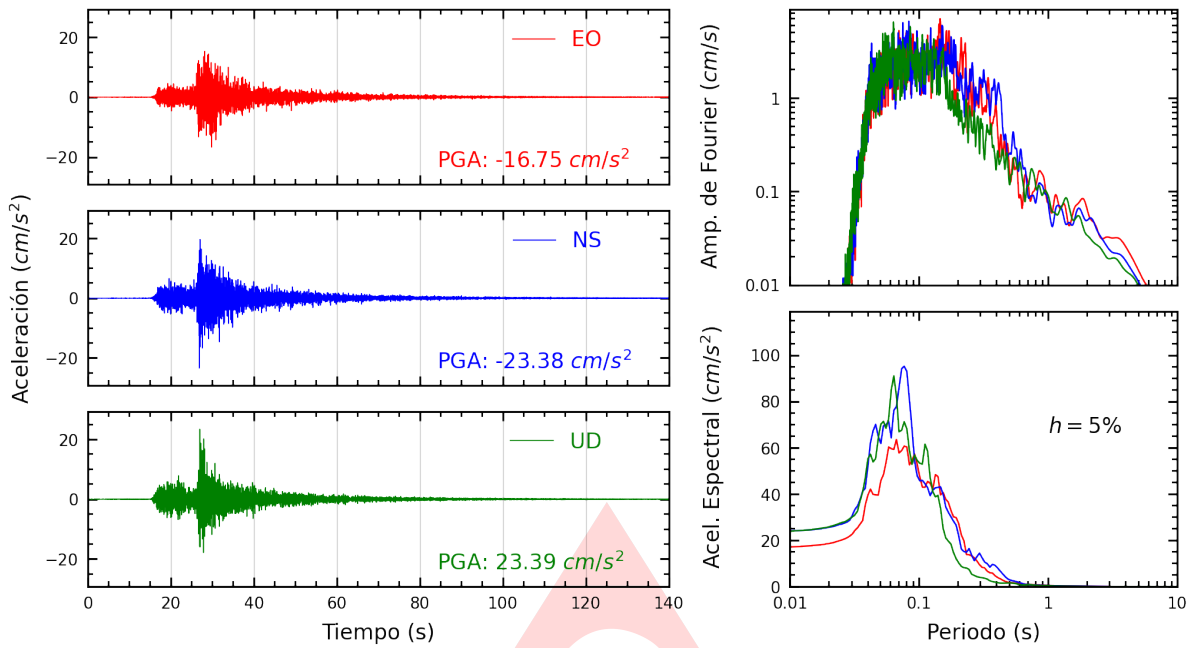 Aceleración (cm/s²)
20
0
−20
EO
PGA: -16.75 cm/s²
20
0
−20
NS
PGA: -23.38 cm/s²
20
0
−20
UD
PGA: 23.39 cm/s²
0 20 40 60 80 100 120 140
Tiempo (s)
Amp. de Fourier (cm/s)
1
0.1
0.01
Acel. Espectral (cm/s²)
100
80
60
40
20
0
h = 5%
0.01 0.1 1 10
Periodo (s)